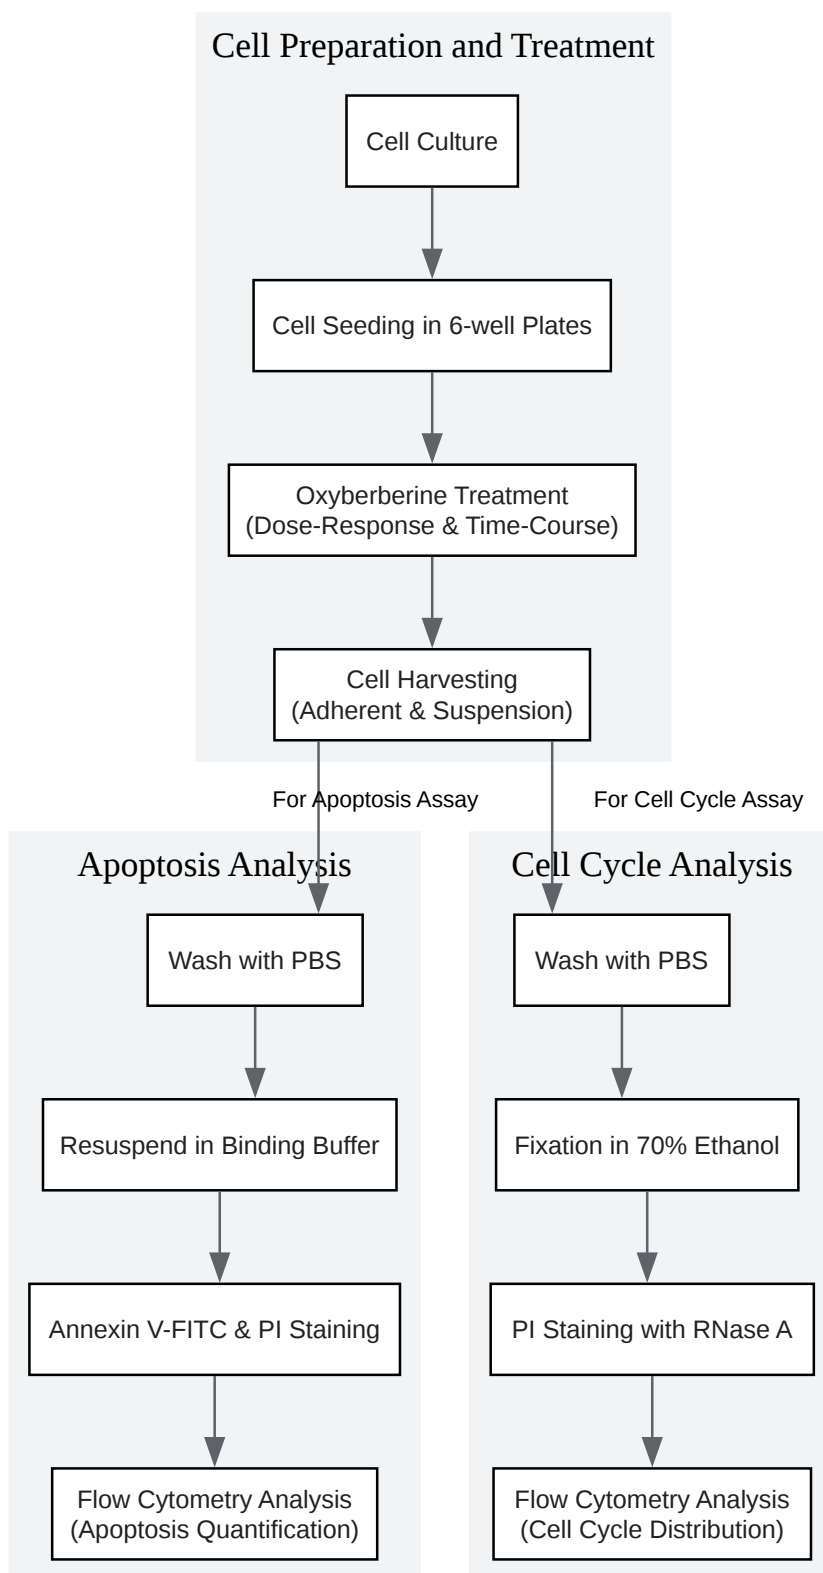 Cell Preparation and Treatment
Cell Culture
Cell Seeding in 6-well Plates
Oxyberberine Treatment
(Dose-Response & Time-Course)
Cell Harvesting
(Adherent & Suspension)
For Apoptosis Assay
For Cell Cycle Assay
Apoptosis Analysis
Wash with PBS
Resuspend in Binding Buffer
Annexin V-FITC & PI Staining
Flow Cytometry Analysis
(Apoptosis Quantification)
Cell Cycle Analysis
Wash with PBS
Fixation in 70% Ethanol
PI Staining with RNase A
Flow Cytometry Analysis
(Cell Cycle Distribution)